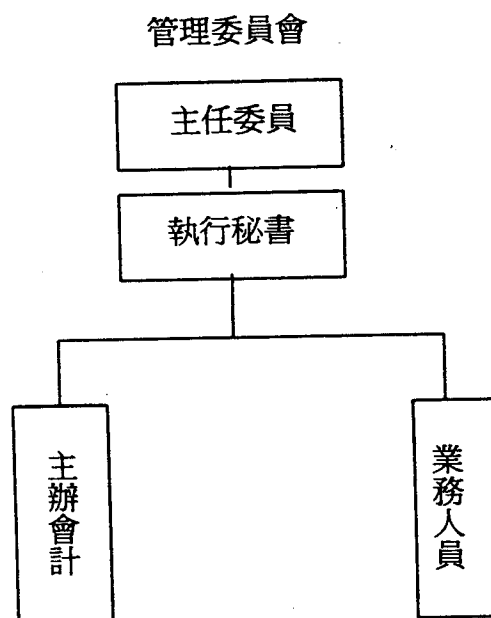 管理委員會
主任委員
執行秘書
主辦會計
業務人員